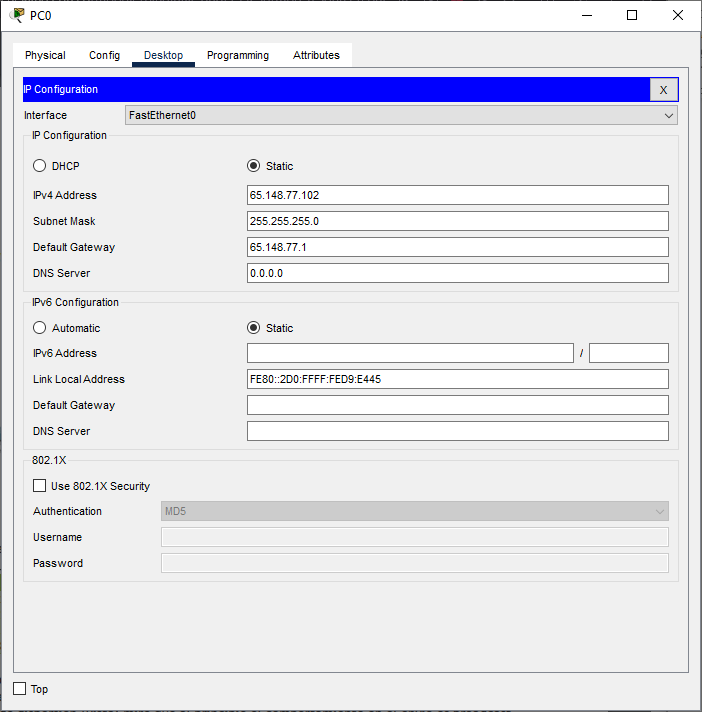 PC0
Physical Config Desktop Programming Attributes
IP Configuration X
Interface FastEthernet0
IP Configuration
DHCP Static
IPv4 Address 65.148.77.102
Subnet Mask 255.255.255.0
Default Gateway 65.148.77.1
DNS Server 0.0.0.0
IPv6 Configuration
Automatic Static
IPv6 Address /
Link Local Address FE80::2D0:FFFF:FED9:E445
Default Gateway
DNS Server
802.1X
Use 802.1X Security
Authentication MD5
Username
Password
Top